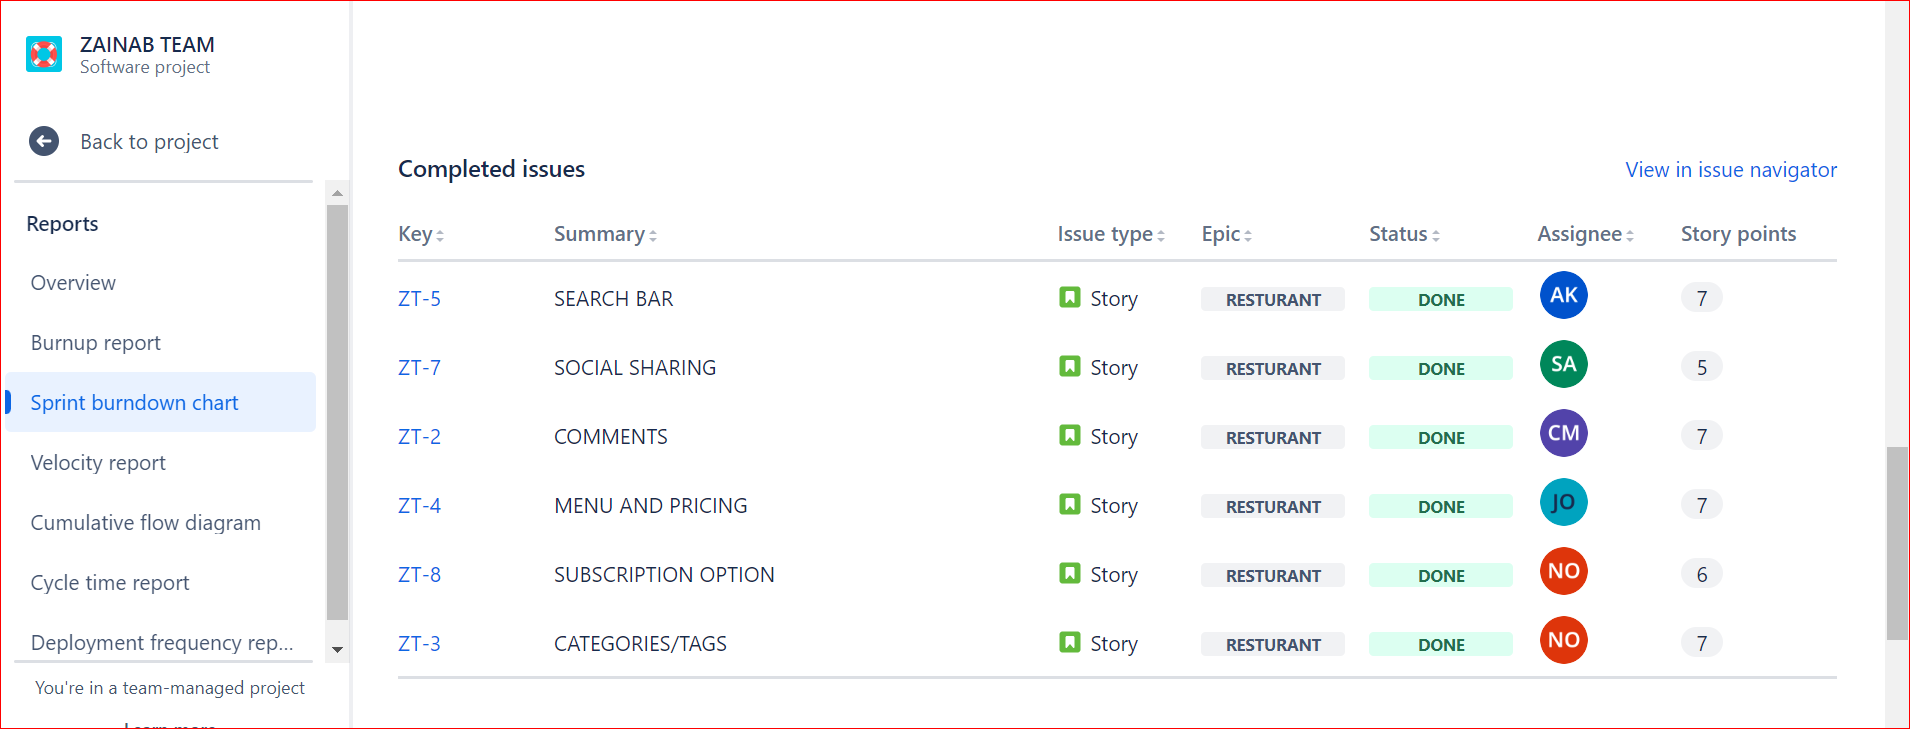 ZAINAB TEAM
Software project
Back to project
Reports
Overview
Burnup report
Sprint burndown chart
Velocity report
Cumulative flow diagram
Cycle time report
Deployment frequency rep...
You're in a team-managed project
Learn more
Completed issues
View in issue navigator
Key Summary Issue type Epic Status Assignee Story points
ZT-5 SEARCH BAR Story RESTURANT DONE AK 7
ZT-7 SOCIAL SHARING Story RESTURANT DONE SA 5
ZT-2 COMMENTS Story RESTURANT DONE CM 7
ZT-4 MENU AND PRICING Story RESTURANT DONE JO 7
ZT-8 SUBSCRIPTION OPTION Story RESTURANT DONE NO 6
ZT-3 CATEGORIES/TAGS Story RESTURANT DONE NO 7